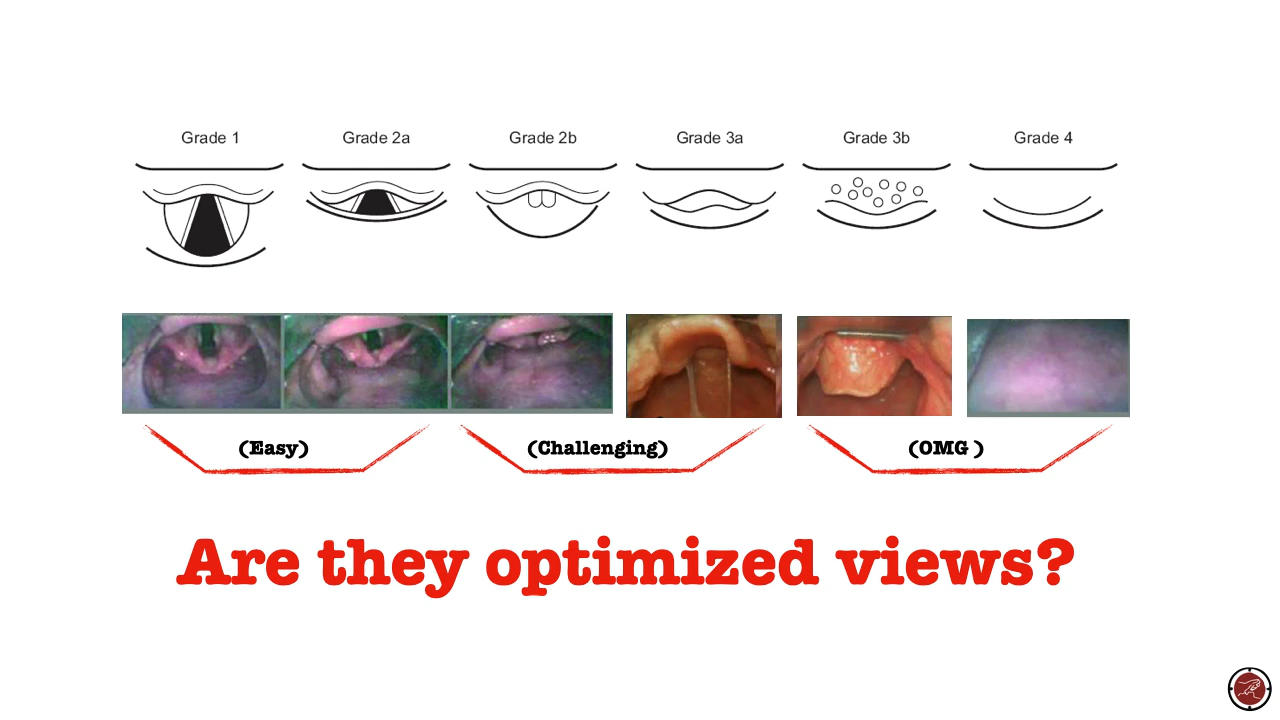 Grade 1 Grade 2a Grade 2b Grade 3a Grade 3b Grade 4
(Easy) (Challenging) (OMG )
Are they optimized views?